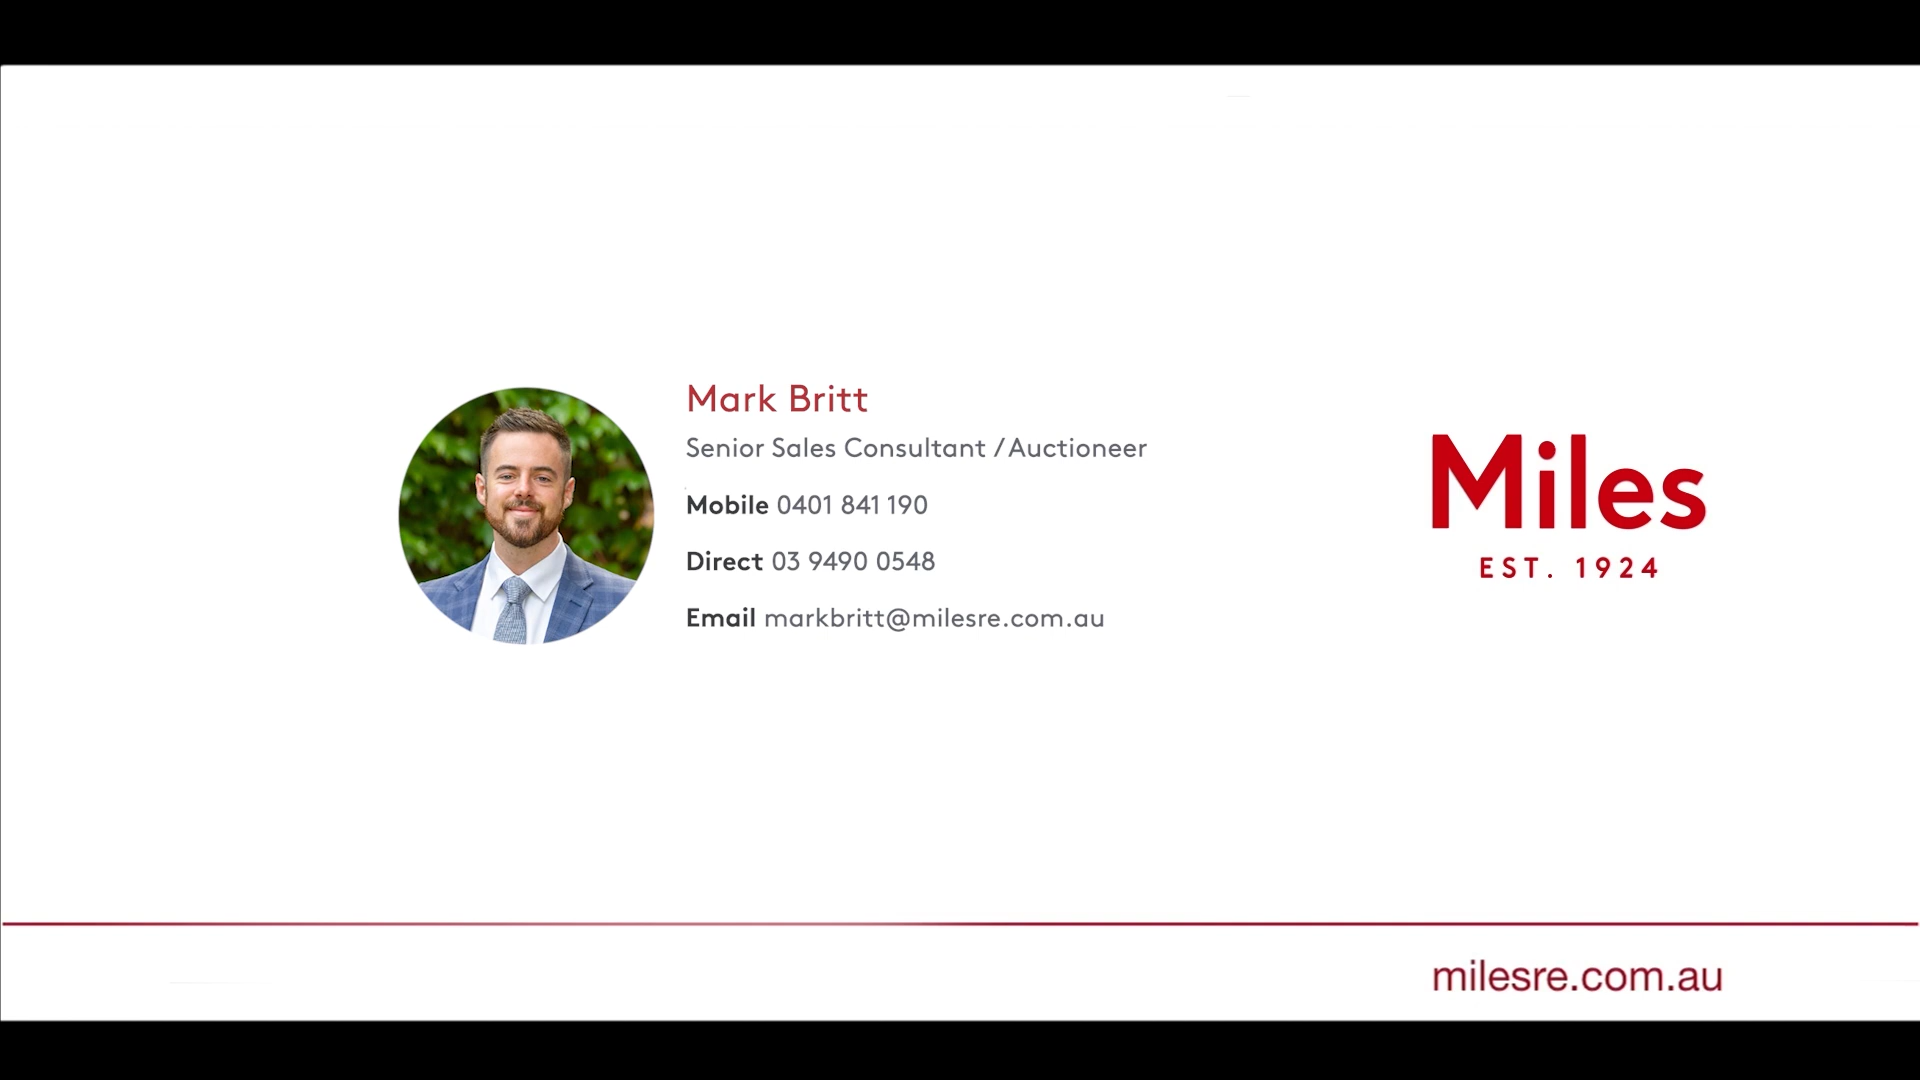 Mark Britt
Senior Sales Consultant / Auctioneer
Mobile 0401 841 190
Direct 03 9490 0548
Email markbritt@milesre.com.au
Miles
EST. 1924
milesre.com.au